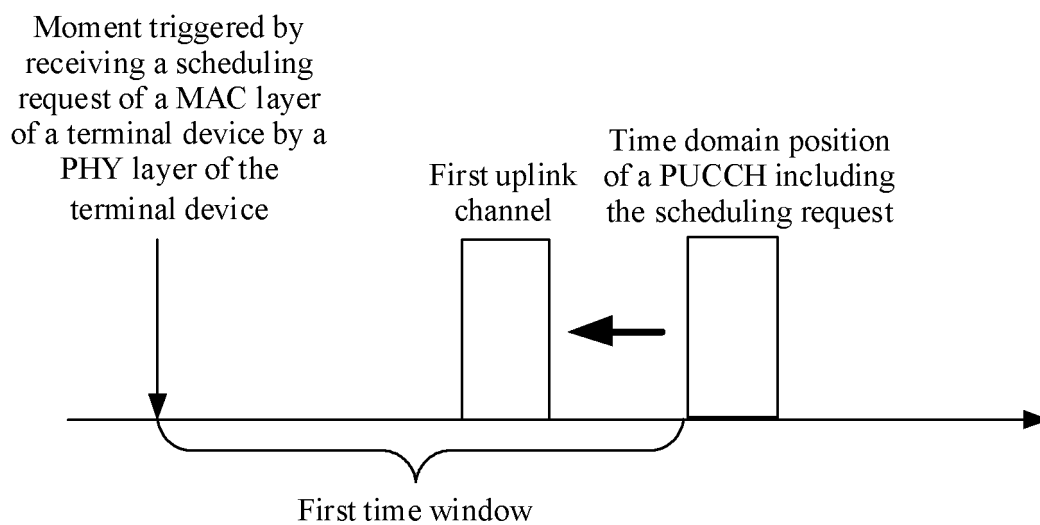 Moment triggered by
receiving a scheduling
request of a MAC layer
of a terminal device by a
PHY layer of the
terminal device
First uplink
channel
Time domain position
of a PUCCH including
the scheduling request
First time window